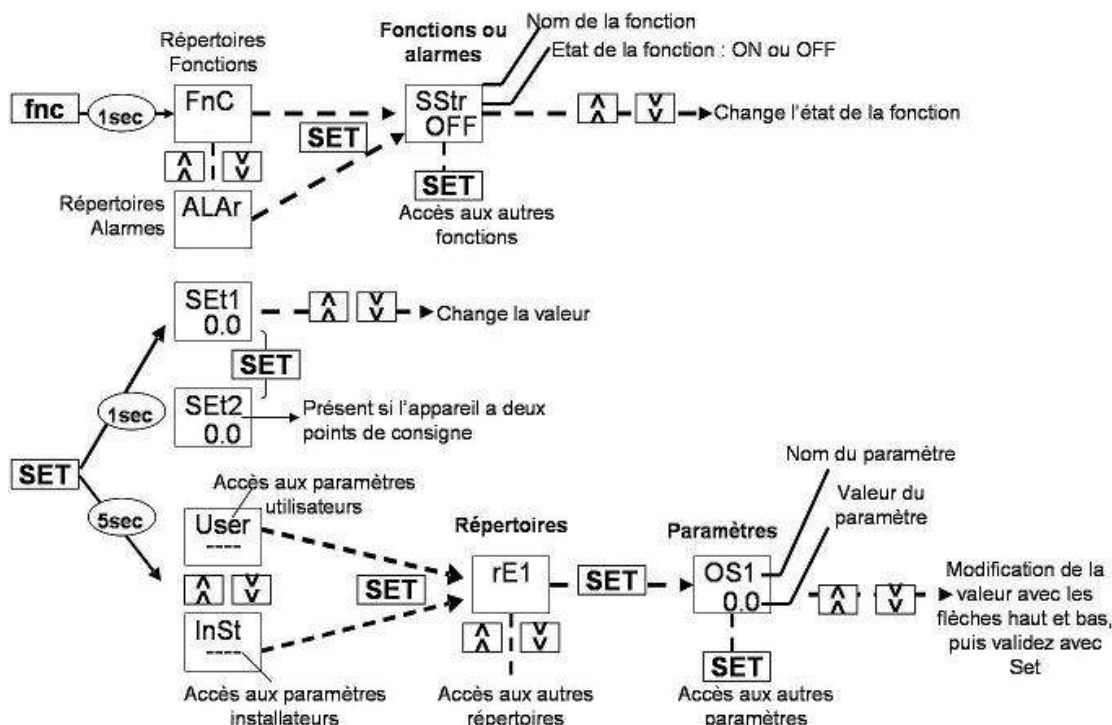 Répertoires
Fonctions
Fonctions ou
alarmes
Nom de la fonction
Etat de la fonction : ON ou OFF
fnc
1sec
FnC
SET
SStr
OFF
Change l'état de la fonction
Répertoires
Alarmes
ALAr
SET
Accès aux autres
fonctions
SEt1
0.0
Change la valeur
SET
SEt2
0.0
Présent si l'appareil a deux
points de consigne
1sec
SET
5sec
Accès aux paramètres
utilisateurs
User
----
InSt
----
Accès aux paramètres
installateurs
SET
Répertoires
rE1
Accès aux autres
répertoires
SET
Paramètres
OS1
0.0
Nom du paramètre
Valeur du
paramètre
SET
Accès aux autres
paramètres
Modification de la
valeur avec les
flèches haut et bas,
puis validez avec
Set